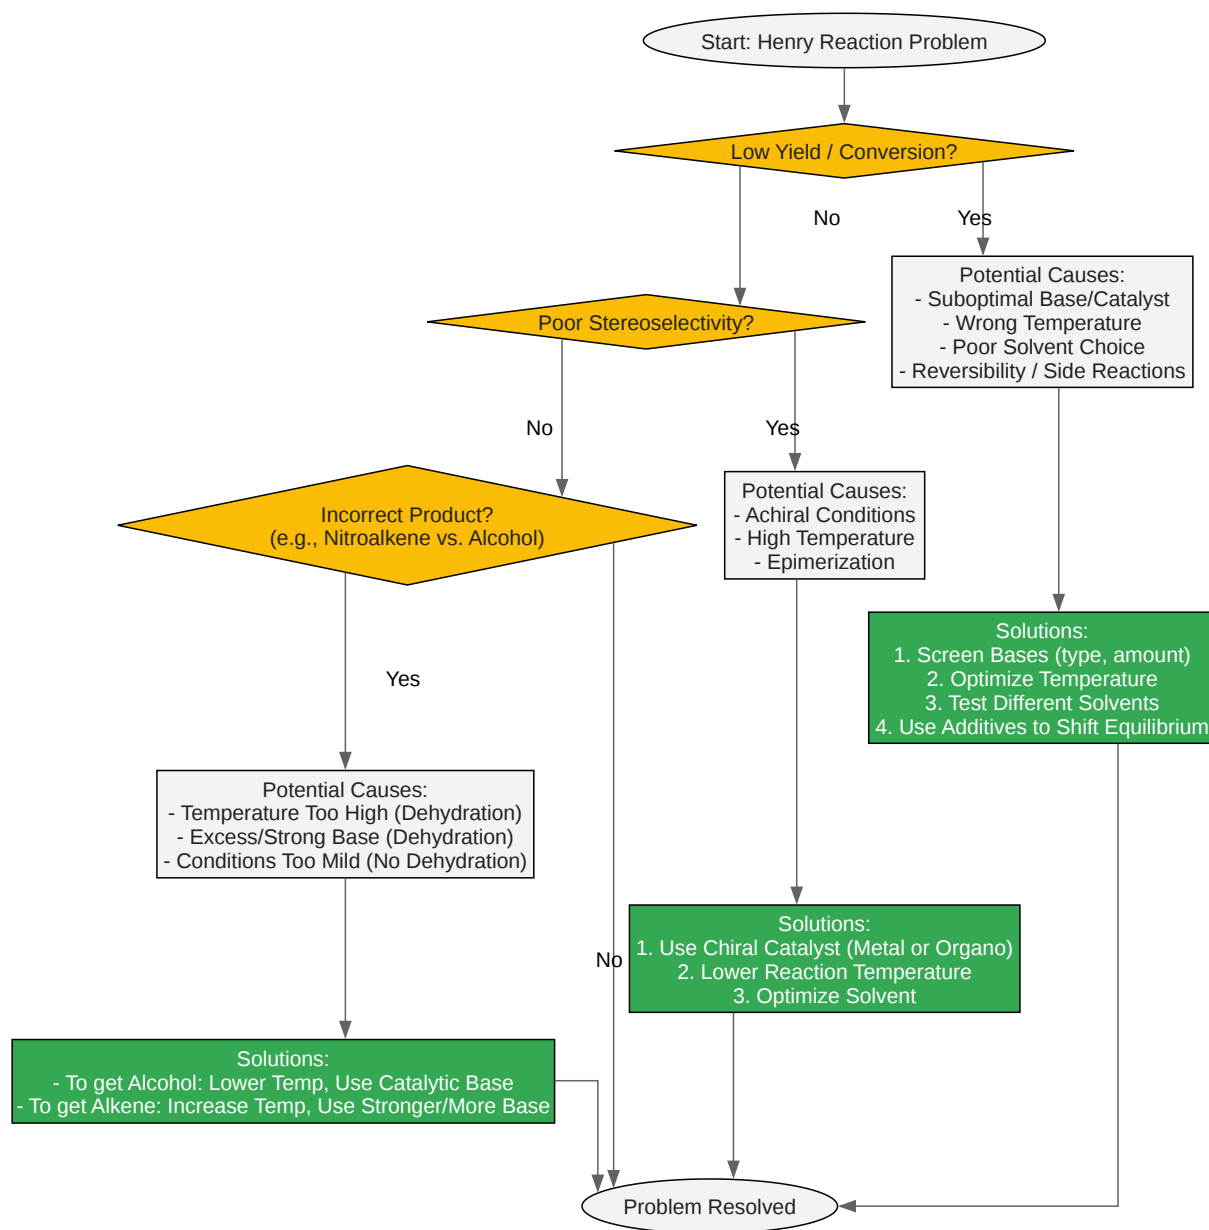 Start: Henry Reaction Problem
Low Yield / Conversion?
No
Yes
Potential Causes:
- Suboptimal Base/Catalyst
- Wrong Temperature
- Poor Solvent Choice
- Reversibility / Side Reactions
Poor Stereoselectivity?
No
Yes
Incorrect Product?
(e.g., Nitroalkene vs. Alcohol)
Potential Causes:
- Achiral Conditions
- High Temperature
- Epimerization
Solutions:
1. Screen Bases (type, amount)
2. Optimize Temperature
3. Test Different Solvents
4. Use Additives to Shift Equilibrium
Yes
Potential Causes:
- Temperature Too High (Dehydration)
- Excess/Strong Base (Dehydration)
- Conditions Too Mild (No Dehydration)
No
Solutions:
1. Use Chiral Catalyst (Metal or Organo)
2. Lower Reaction Temperature
3. Optimize Solvent
Solutions:
- To get Alcohol: Lower Temp, Use Catalytic Base
- To get Alkene: Increase Temp, Use Stronger/More Base
Problem Resolved